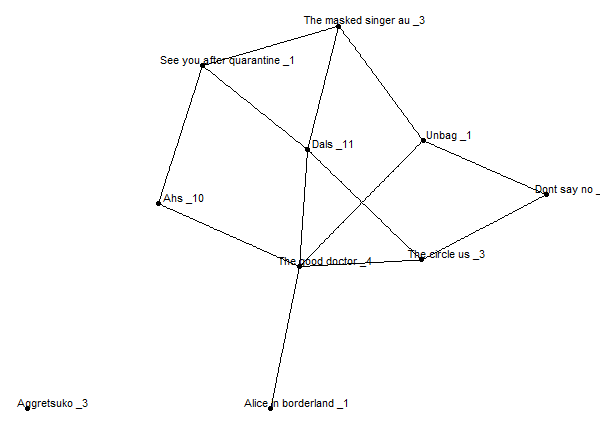 The masked singer au _3
See you after quarantine _1
Unbag _1
Dals _11
Dont say no _
Ahs _10
The circle us _3
The good doctor _4
Aggretsuko _3
Alice in borderland _1